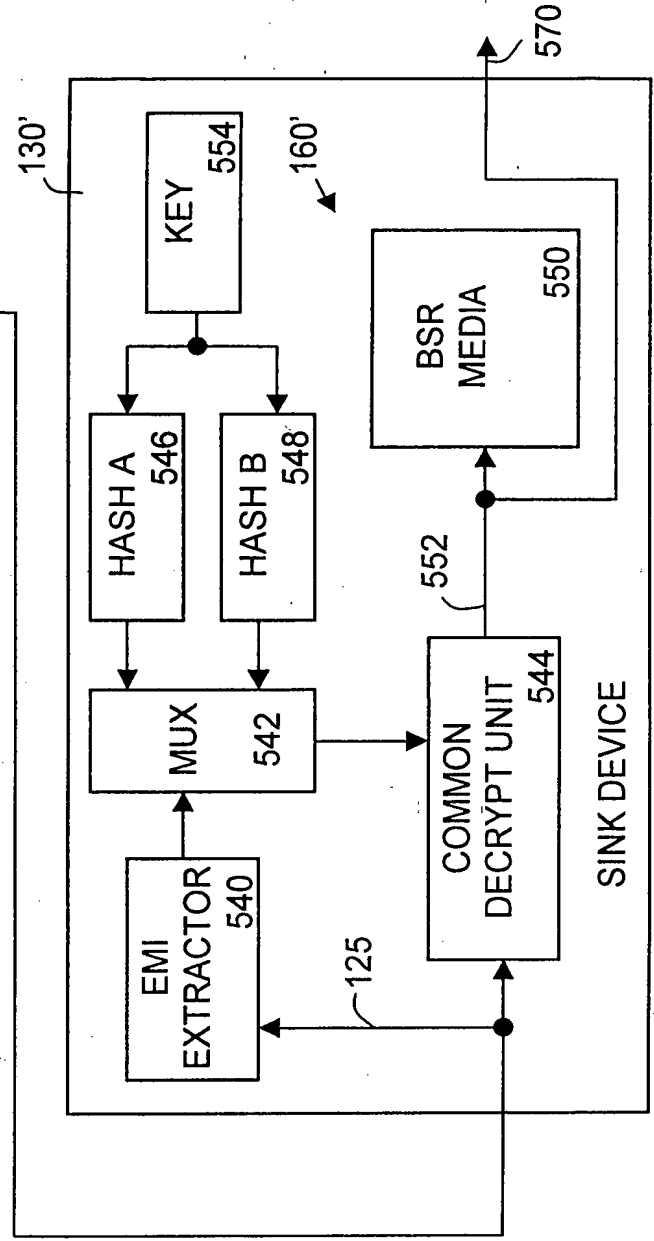 130'
EMI
EXTRACTOR
540
MUX
542
HASH A
546
HASH B
548
KEY
554
160'
125
COMMON
DECRYPT UNIT
544
552
BSR
MEDIA
550
SINK DEVICE
570